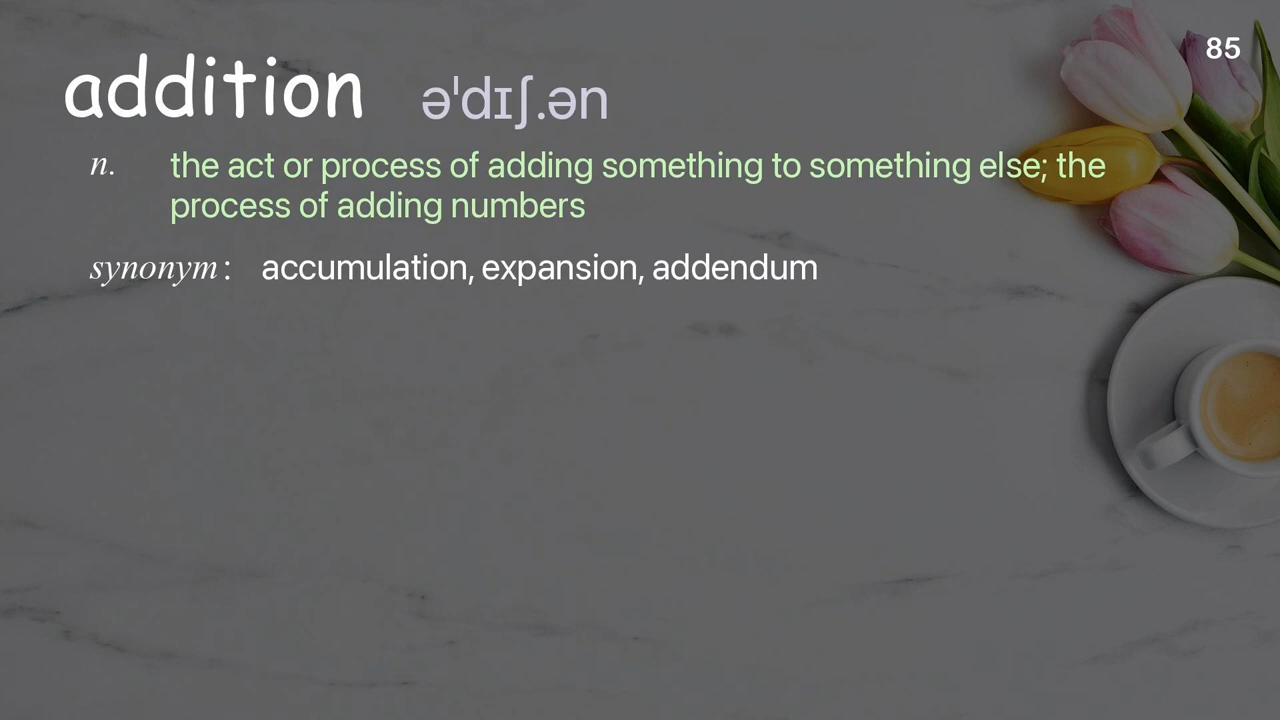 85
addition əˈdɪʃ.ən
n. the act or process of adding something to something else; the
process of adding numbers
synonym: accumulation, expansion, addendum